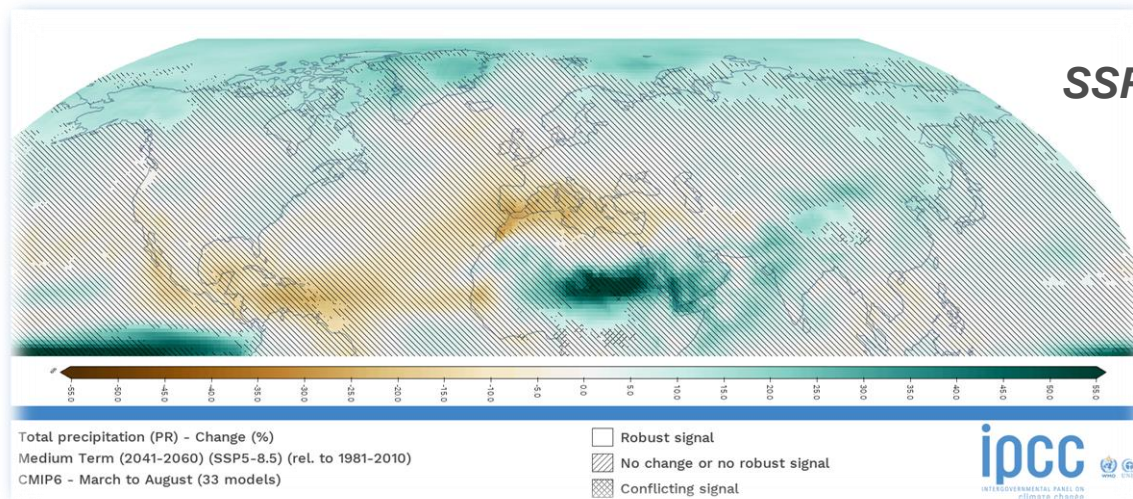 SSP
%
-55.0 -50.0 -45.0 -40.0 -35.0 -30.0 -25.0 -20.0 -15.0 -10.0 -5.0 0.0 5.0 10.0 15.0 20.0 25.0 30.0 35.0 40.0 45.0 50.0 55.0
Total precipitation (PR) - Change (%)
Medium Term (2041-2060) (SSP5-8.5) (rel. to 1981-2010)
CMIP6 - March to August (33 models)
Robust signal
No change or no robust signal
Conflicting signal
ipcc
INTERGOVERNMENTAL PANEL ON
climate change
WMO